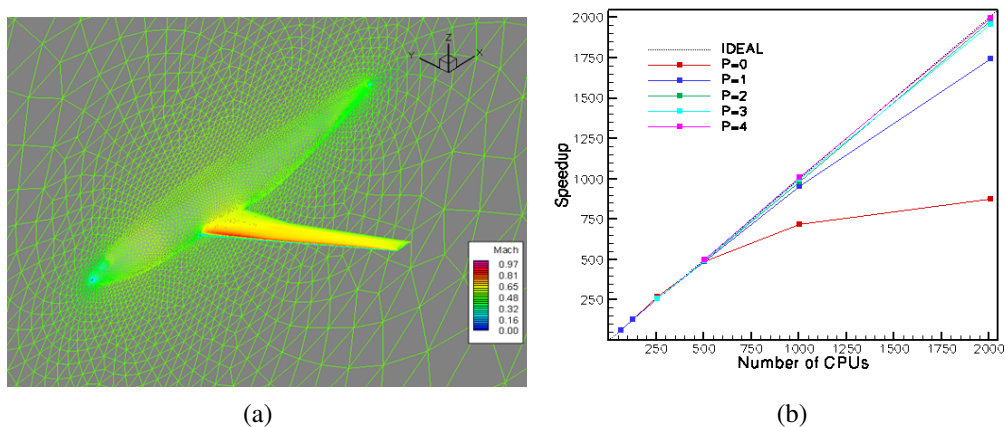 Z
Y
X
Mach
0.97
0.81
0.65
0.48
0.32
0.16
0.00
(a)
2000
1750
1500
1250
1000
750
500
250
Speedup
IDEAL
P=0
P=1
P=2
P=3
P=4
250 500 750 1000 1250 1500 1750 2000
Number of CPUs
(b)